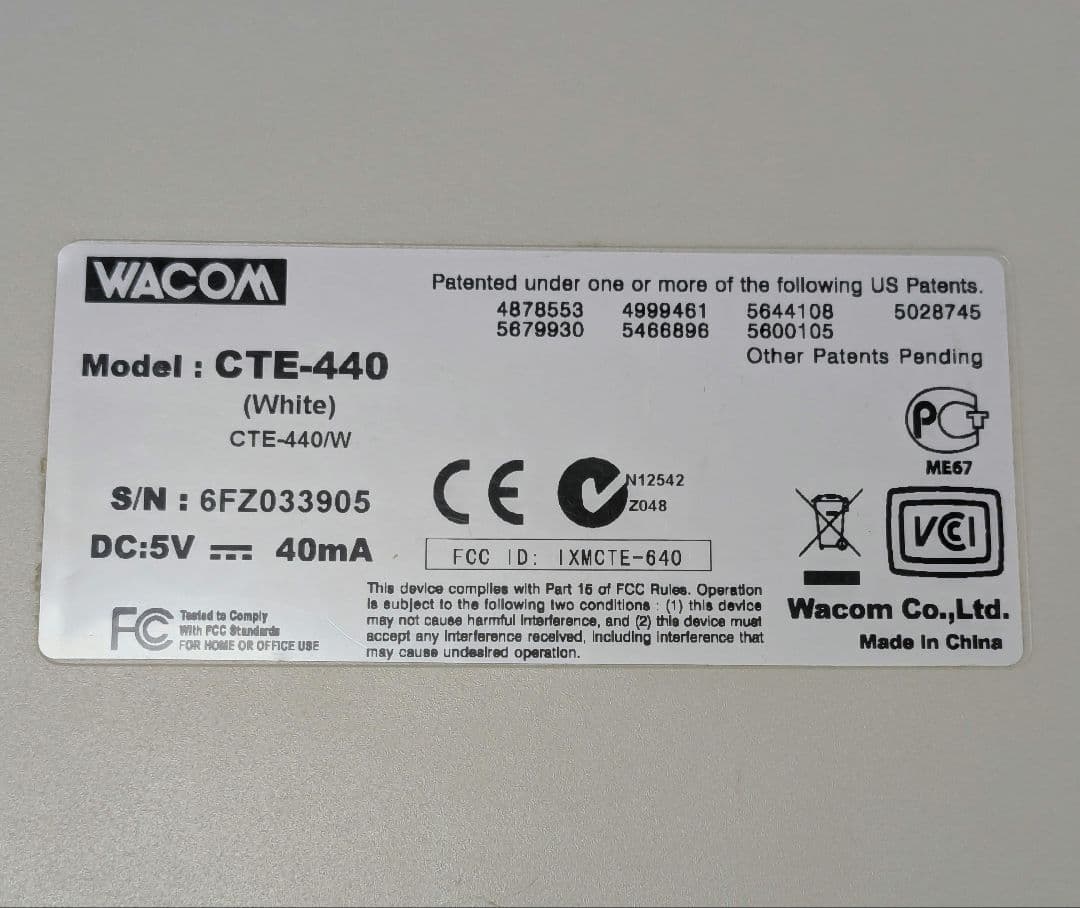 WACOM
Patented under one or more of the following US Patents.
4878553 4999461 5644108 5028745
5679930 5466896 5600105
Other Patents Pending
Model : CTE-440
(White)
CTE-440/W
PCT
ME67
S/N : 6FZ033905
CE
N12542
Z048
VCI
DC:5V 40mA
FCC ID: IXMCTE-640
FC
Tested to Comply
With FCC Standards
FOR HOME OR OFFICE USE
This device complies with Part 15 of FCC Rules. Operation
is subject to the following two conditions : (1) this device
may not cause harmful interference, and (2) this device must
accept any interference received, including interference that
may cause undesired operation.
Wacom Co.,Ltd.
Made in China